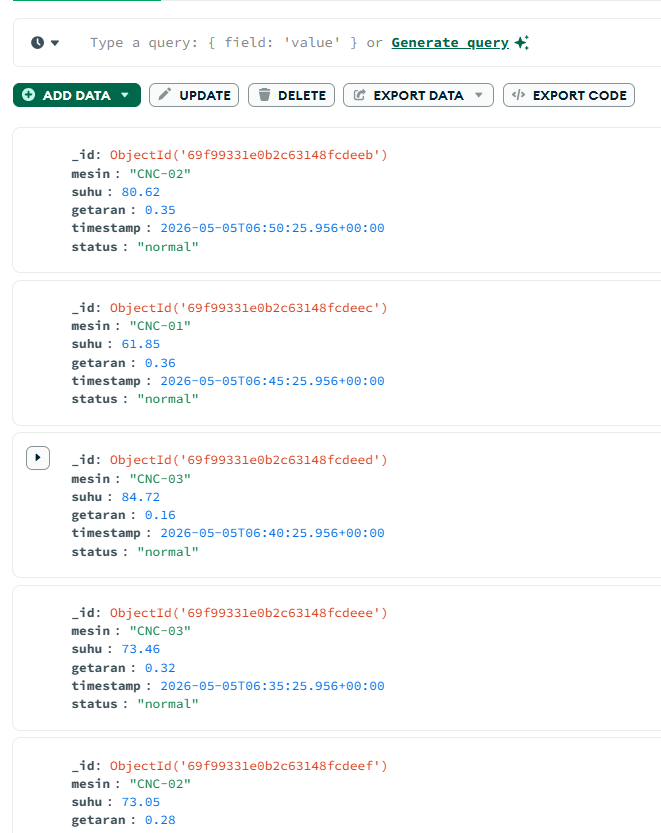 Type a query: { field: 'value' } or Generate query
ADD DATA UPDATE DELETE EXPORT DATA EXPORT CODE
_id: ObjectId('69f99331e0b2c63148fcdeeb')
mesin : "CNC-02"
suhu : 80.62
getaran : 0.35
timestamp : 2026-05-05T06:50:25.956+00:00
status : "normal"
_id: ObjectId('69f99331e0b2c63148fcdeec')
mesin : "CNC-01"
suhu : 61.85
getaran : 0.36
timestamp : 2026-05-05T06:45:25.956+00:00
status : "normal"
_id: ObjectId('69f99331e0b2c63148fcdeed')
mesin : "CNC-03"
suhu : 84.72
getaran : 0.16
timestamp : 2026-05-05T06:40:25.956+00:00
status : "normal"
_id: ObjectId('69f99331e0b2c63148fcdeee')
mesin : "CNC-03"
suhu : 73.46
getaran : 0.32
timestamp : 2026-05-05T06:35:25.956+00:00
status : "normal"
_id: ObjectId('69f99331e0b2c63148fcdeef')
mesin : "CNC-02"
suhu : 73.05
getaran : 0.28